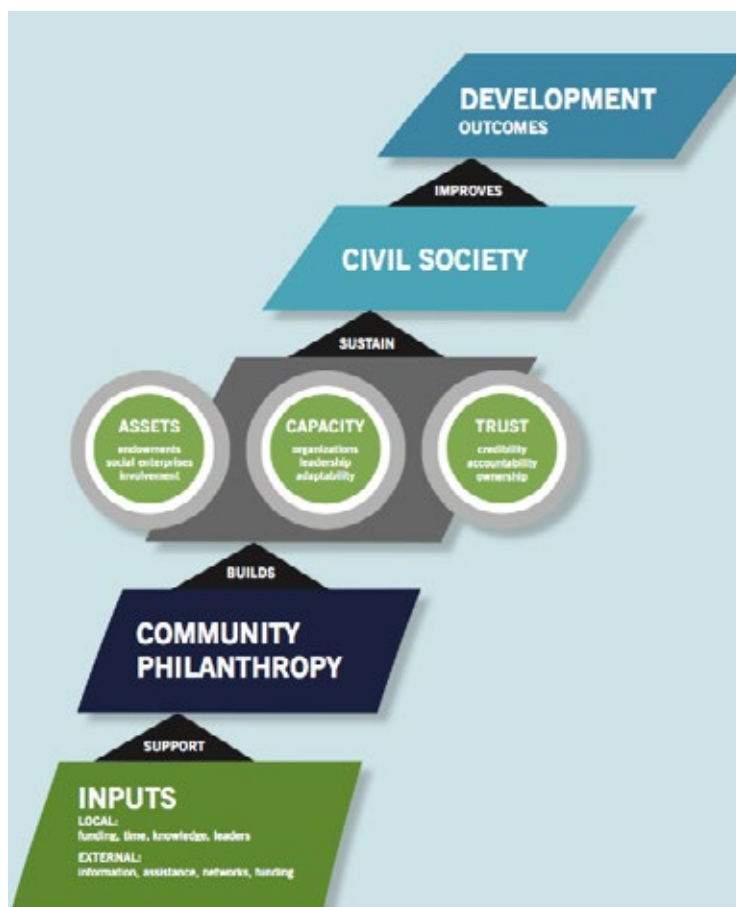 DEVELOPMENT
OUTCOMES
IMPROVES
CIVIL SOCIETY
SUSTAIN
ASSETS
endowments
social enterprises
involvement
CAPACITY
organizations
leadership
adaptability
TRUST
credibility
accountability
ownership
BUILDS
COMMUNITY
PHILANTHROPY
SUPPORT
INPUTS
LOCAL:
funding, time, knowledge, leaders
EXTERNAL:
information, assistance, networks, funding